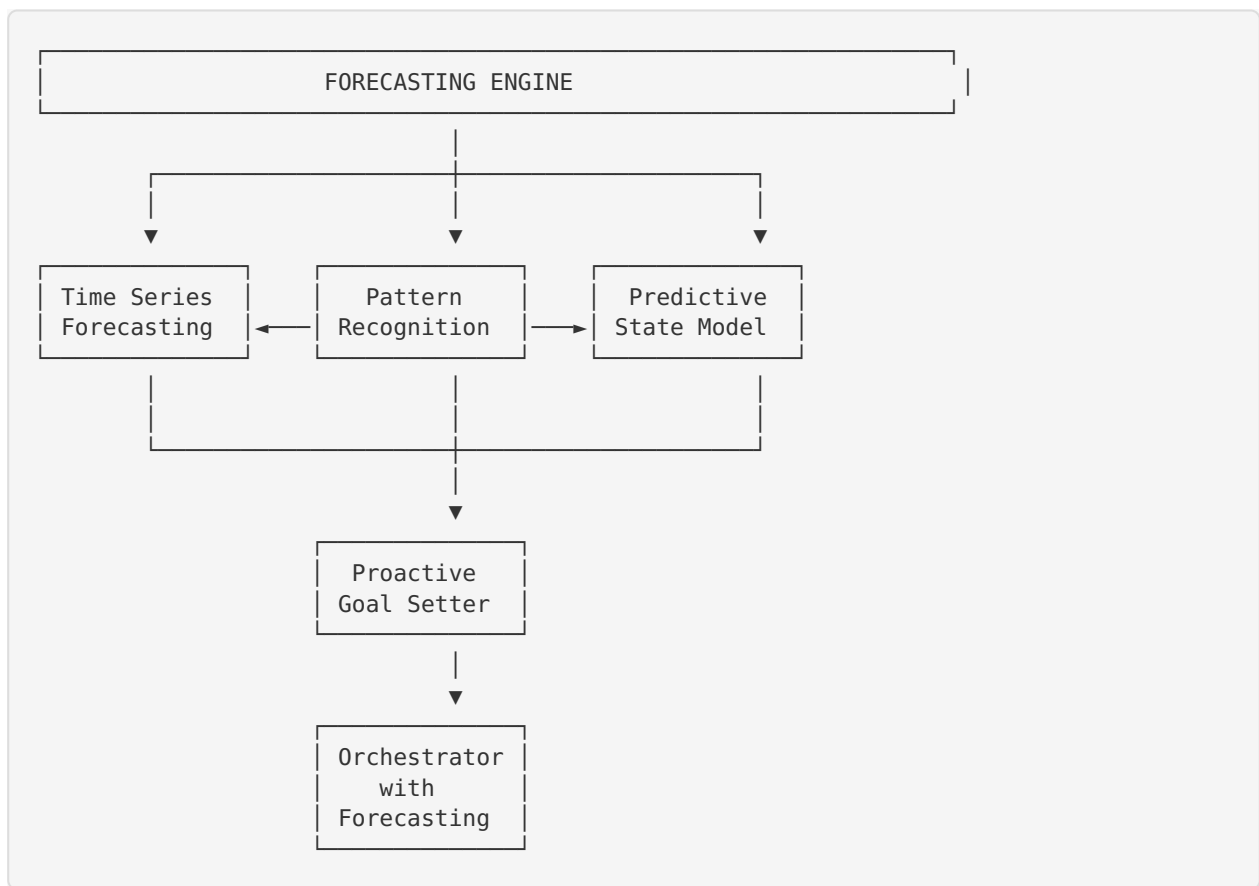 FORECASTING ENGINE
Time Series
Forecasting
Pattern
Recognition
Predictive
State Model
Proactive
Goal Setter
Orchestrator
with
Forecasting